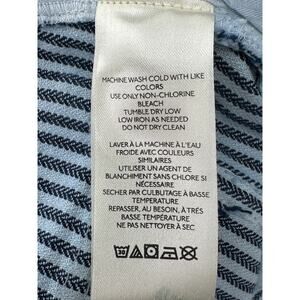 MACHINE WASH COLD WITH LIKE
COLORS
USE ONLY NON-CHLORINE
BLEACH
TUMBLE DRY LOW
LOW IRON AS NEEDED
DO NOT DRY CLEAN
LAVER À LA MACHINE À L'EAU
FROIDE AVEC COULEURS
SIMILAIRES
UTILISER UN AGENT DE
BLANCHIMENT SANS CHLORE SI
NÉCESSAIRE
SECHER PAR CULBUTAGE À BASSE
TEMPERATURE
REPASSER, AU BESOIN, À TRÉS
BASSE TEMPÉRATURE
NE PAS NETTOYER À SEC